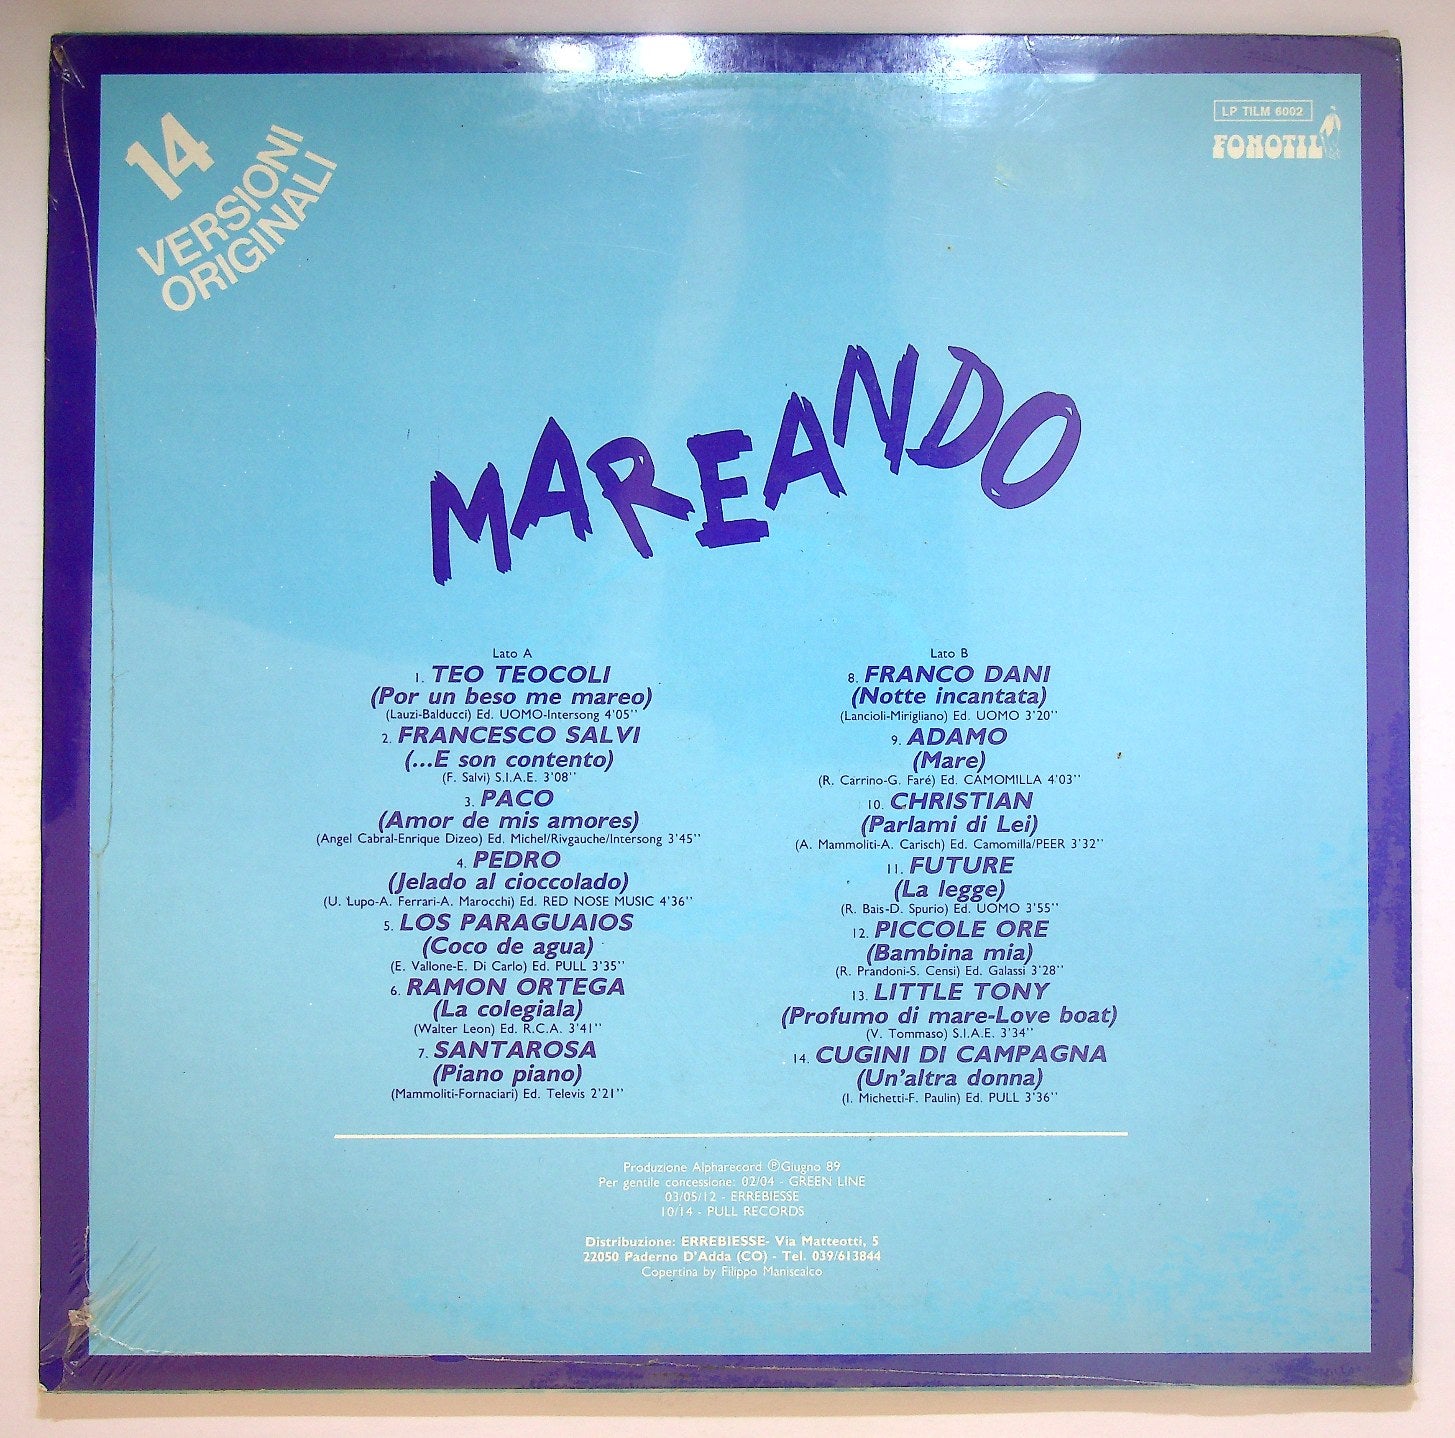 14
VERSIONI
ORIGINALI
LP TILM 6002
FONOTIL
MAREANDO
Lato A
1. TEO TEOCOLI
(Por un beso me mareo)
(Lauzi-Balducci) Ed. UOMO-Intersong 4'05''
2. FRANCESCO SALVI
(...E son contento)
(F. Salvi) S.I.A.E. 3'08''
3. PACO
(Amor de mis amores)
(Angel Cabral-Enrique Dizeo) Ed. Michel/Rivgauche/Intersong 3'45''
4. PEDRO
(Jelado al cioccolado)
(U. Lupo-A. Ferrari-A. Marocchi) Ed. RED NOSE MUSIC 4'36''
5. LOS PARAGUAIOS
(Coco de agua)
(E. Vallone-E. Di Carlo) Ed. PULL 3'35''
6. RAMON ORTEGA
(La colegiala)
(Walter Leon) Ed. R.C.A. 3'41''
7. SANTAROSA
(Piano piano)
(Mammoliti-Fornaciari) Ed. Televis 2'21''
Lato B
8. FRANCO DANI
(Notte incantata)
(Lancioli-Mirigliano) Ed. UOMO 3'20''
9. ADAMO
(Mare)
(R. Carrino-G. Faré) Ed. CAMOMILLA 4'03''
10. CHRISTIAN
(Parlami di Lei)
(A. Mammoliti-A. Carisch) Ed. Camomilla/PEER 3'32''
11. FUTURE
(La legge)
(R. Bais-D. Spurio) Ed. UOMO 3'55''
12. PICCOLE ORE
(Bambina mia)
(R. Prandoni-S. Censi) Ed. Galassi 3'28''
13. LITTLE TONY
(Profumo di mare-Love boat)
(V. Tommaso) S.I.A.E. 3'34''
14. CUGINI DI CAMPAGNA
(Un'altra donna)
(I. Michetti-F. Paulin) Ed. PULL 3'36''
Produzione Alpharecord ℗Giugno 89
Per gentile concessione: 02/04 - GREEN LINE
03/05/12 - ERREBIESSE
10/14 - PULL RECORDS
Distribuzione: ERREBIESSE- Via Matteotti, 5
22050 Paderno D'Adda (CO) - Tel. 039/613844
Copertina by Filippo Maniscalco